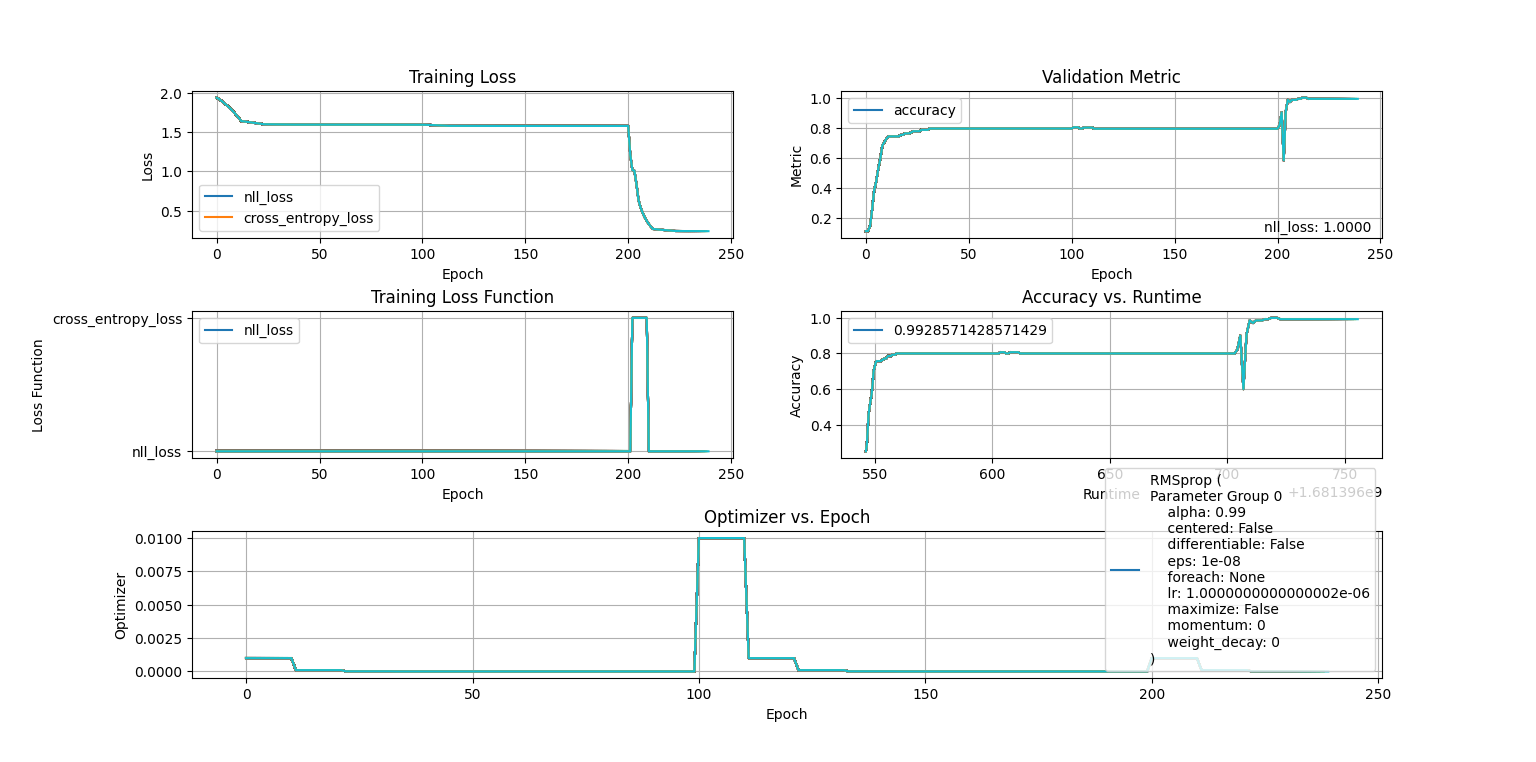 Training Loss
2.0
1.5
1.0
0.5
Loss
nll_loss
cross_entropy_loss
0 50 100 150 200 250
Epoch
Validation Metric
1.0
0.8
0.6
0.4
0.2
Metric
accuracy
nll_loss: 1.0000
0 50 100 150 200 250
Epoch
Training Loss Function
cross_entropy_loss
nll_loss
Loss Function
nll_loss
0 50 100 150 200 250
Epoch
Accuracy vs. Runtime
1.0
0.8
0.6
0.4
Accuracy
0.9928571428571429
550 600 650 700 750
Runtime
+1.681396e9
Optimizer vs. Epoch
0.0100
0.0075
0.0050
0.0025
0.0000
Optimizer
RMSprop (
Parameter Group 0
alpha: 0.99
centered: False
differentiable: False
eps: 1e-08
foreach: None
lr: 1.0000000000000002e-06
maximize: False
momentum: 0
weight_decay: 0
)
0 50 100 150 200 250
Epoch